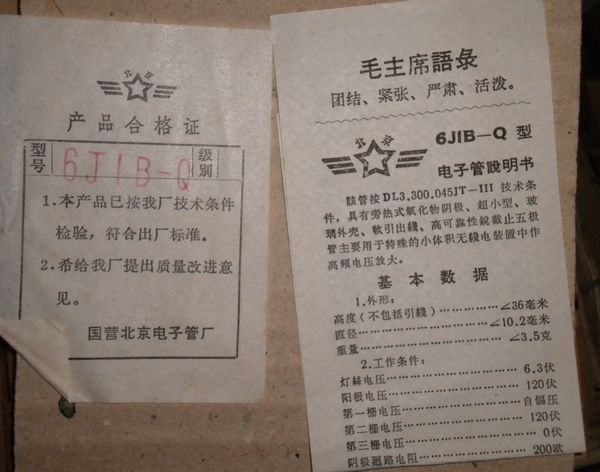 北京
产品合格证
型号 6J1B-Q 级别
1.本产品已按我厂技术条件
检验，符合出厂标准。
2.希给我厂提出质量改进意
见。
国营北京电子管厂
毛主席語录
团结、紧张、严肃、活泼。
北京
6J1B—Q 型
电子管說明书
該管按DL3.300.045JT—III 技术条
件，具有旁热式氧化物阴极、超小型、玻
璃外壳、軟引出綫、高可靠性銳截止五极
管主要用于特殊的小体积无綫电装置中作
高频电压放大。
基本数据
1.外形：
高度（不包括引綫）………………∠36毫米
直径………………∠10.2毫米
重量………………∠3.5克
2.工作条件：
灯絲电压………………6.3伏
阳极电压………………120伏
第一栅电压………………自偏压
第二栅电压………………120伏
第三栅电压………………0伏
阴极廻路电阻………………200欧